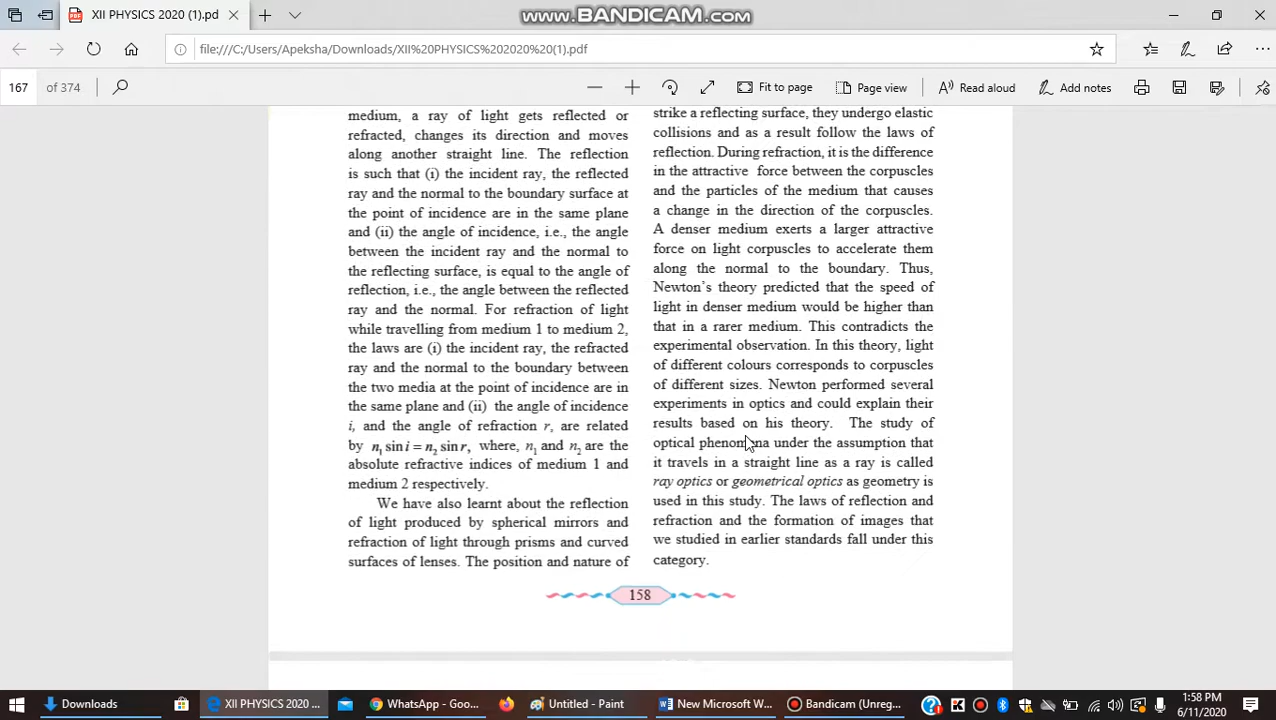 XII PHYSICS 2020 (1).pd
www.BANDICAM.com
file:///C:/Users/Apeksha/Downloads/XII%20PHYSICS%202020%20(1).pdf
167 of 374
Fit to page
Page view
Read aloud
Add notes
medium, a ray of light gets reflected or
refracted, changes its direction and moves
along another straight line. The reflection
is such that (i) the incident ray, the reflected
ray and the normal to the boundary surface at
the point of incidence are in the same plane
and (ii) the angle of incidence, i.e., the angle
between the incident ray and the normal to
the reflecting surface, is equal to the angle of
reflection, i.e., the angle between the reflected
ray and the normal. For refraction of light
while travelling from medium 1 to medium 2,
the laws are (i) the incident ray, the refracted
ray and the normal to the boundary between
the two media at the point of incidence are in
the same plane and (ii) the angle of incidence
i, and the angle of refraction r, are related
by n₁ sin i = n₂ sin r, where, n₁ and n₂ are the
absolute refractive indices of medium 1 and
medium 2 respectively.
We have also learnt about the reflection
of light produced by spherical mirrors and
refraction of light through prisms and curved
surfaces of lenses. The position and nature of
strike a reflecting surface, they undergo elastic
collisions and as a result follow the laws of
reflection. During refraction, it is the difference
in the attractive force between the corpuscles
and the particles of the medium that causes
a change in the direction of the corpuscles.
A denser medium exerts a larger attractive
force on light corpuscles to accelerate them
along the normal to the boundary. Thus,
Newton's theory predicted that the speed of
light in denser medium would be higher than
that in a rarer medium. This contradicts the
experimental observation. In this theory, light
of different colours corresponds to corpuscles
of different sizes. Newton performed several
experiments in optics and could explain their
results based on his theory. The study of
optical phenomena under the assumption that
it travels in a straight line as a ray is called
ray optics or geometrical optics as geometry is
used in this study. The laws of reflection and
refraction and the formation of images that
we studied in earlier standards fall under this
category.
158
Downloads
XII PHYSICS 2020 ...
WhatsApp - Goo...
Untitled - Paint
New Microsoft W...
Bandicam (Unreg...
1:58 PM
6/11/2020